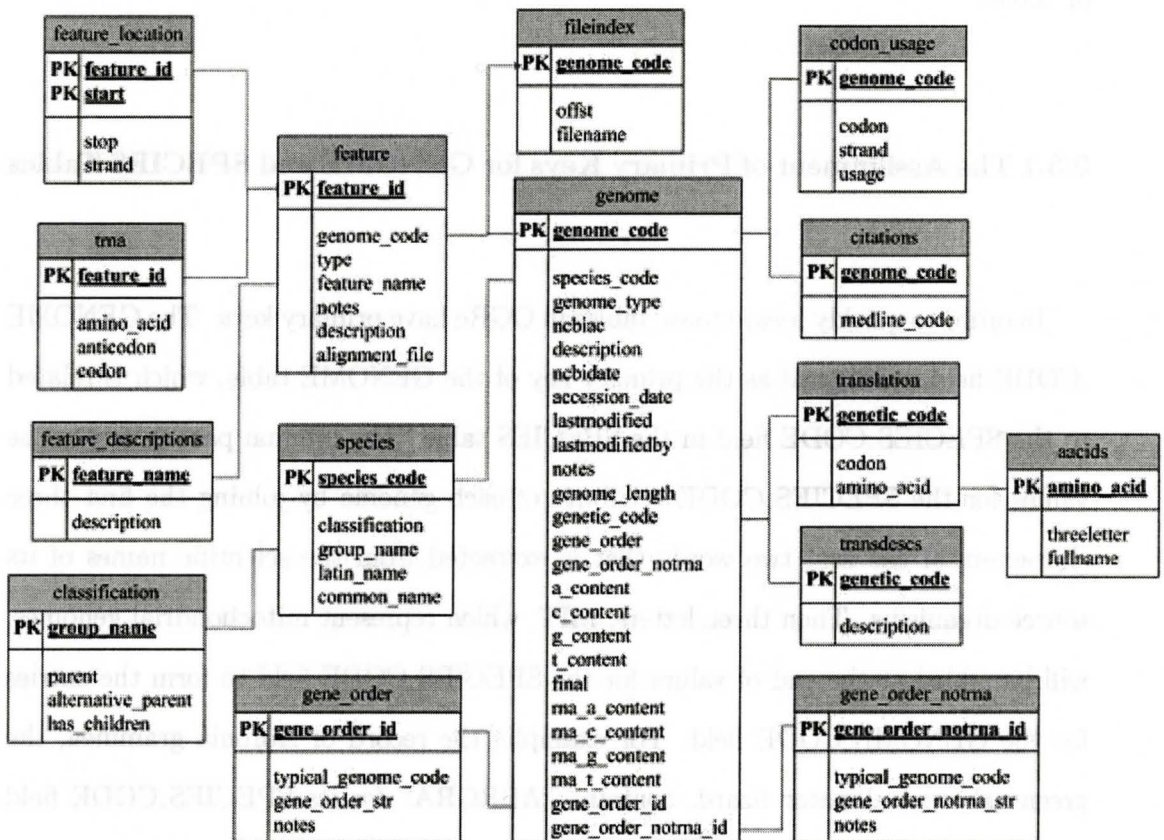 feature_location
PK feature_id
PK start
stop
strand
fileindex
PK genome_code
offst
filename
codon_usage
PK genome_code
codon
strand
usage
feature
PK feature_id
genome_code
type
feature_name
notes
description
alignment_file
genome
PK genome_code
species_code
genome_type
ncbiac
description
ncbidate
accession_date
lastmodified
lastmodifiedby
notes
genome_length
genetic_code
gene_order
gene_order_notrna
a_content
c_content
g_content
t_content
final
rna_a_content
rna_c_content
rna_g_content
rna_t_content
gene_order_id
gene_order_notrna_id
trna
PK feature_id
amino_acid
anticodon
codon
citations
PK genome_code
medline_code
translation
PK genetic_code
codon
amino_acid
aacids
PK amino_acid
threeletter
fullname
feature_descriptions
PK feature_name
description
species
PK species_code
classification
group_name
latin_name
common_name
transdescs
PK genetic_code
description
classification
PK group_name
parent
alternative_parent
has_children
gene_order
PK gene_order_id
typical_genome_code
gene_order_str
notes
gene_order_notrna
PK gene_order_notrna_id
typical_genome_code
gene_order_notrna_str
notes